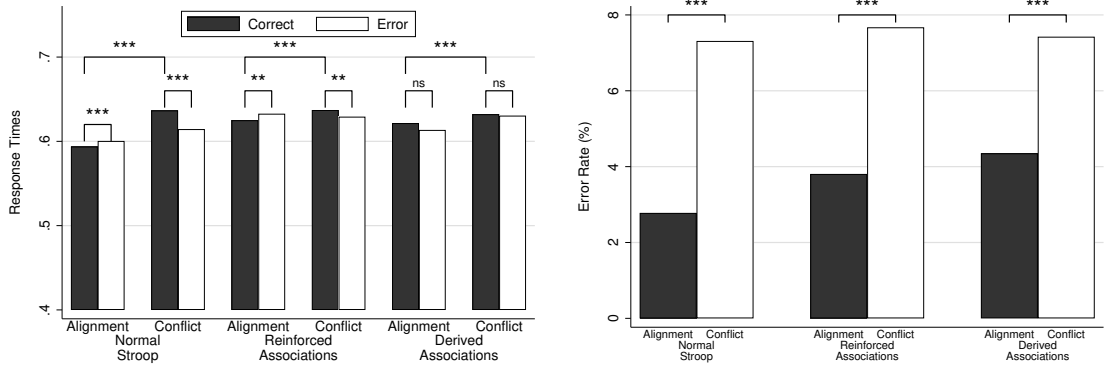 Correct Error
*** *** ***
*** *** ** ** ns ns
Response Times
.7
.6
.5
.4
Alignment Conflict Alignment Conflict Alignment Conflict
Normal Reinforced Derived
Stroop Associations Associations
*** *** ***
Error Rate (%)
8
6
4
2
0
Alignment Conflict Alignment Conflict Alignment Conflict
Normal Reinforced Derived
Stroop Associations Associations